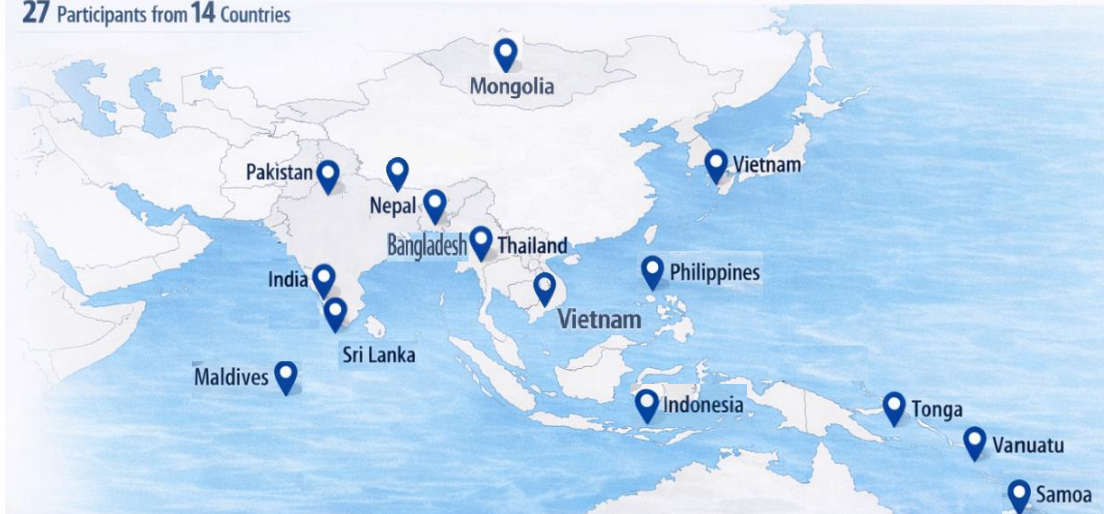 27 Participants from 14 Countries
Mongolia
Pakistan
Vietnam
Nepal
Bangladesh
Thailand
India
Philippines
Vietnam
Sri Lanka
Maldives
Indonesia
Tonga
Vanuatu
Samoa